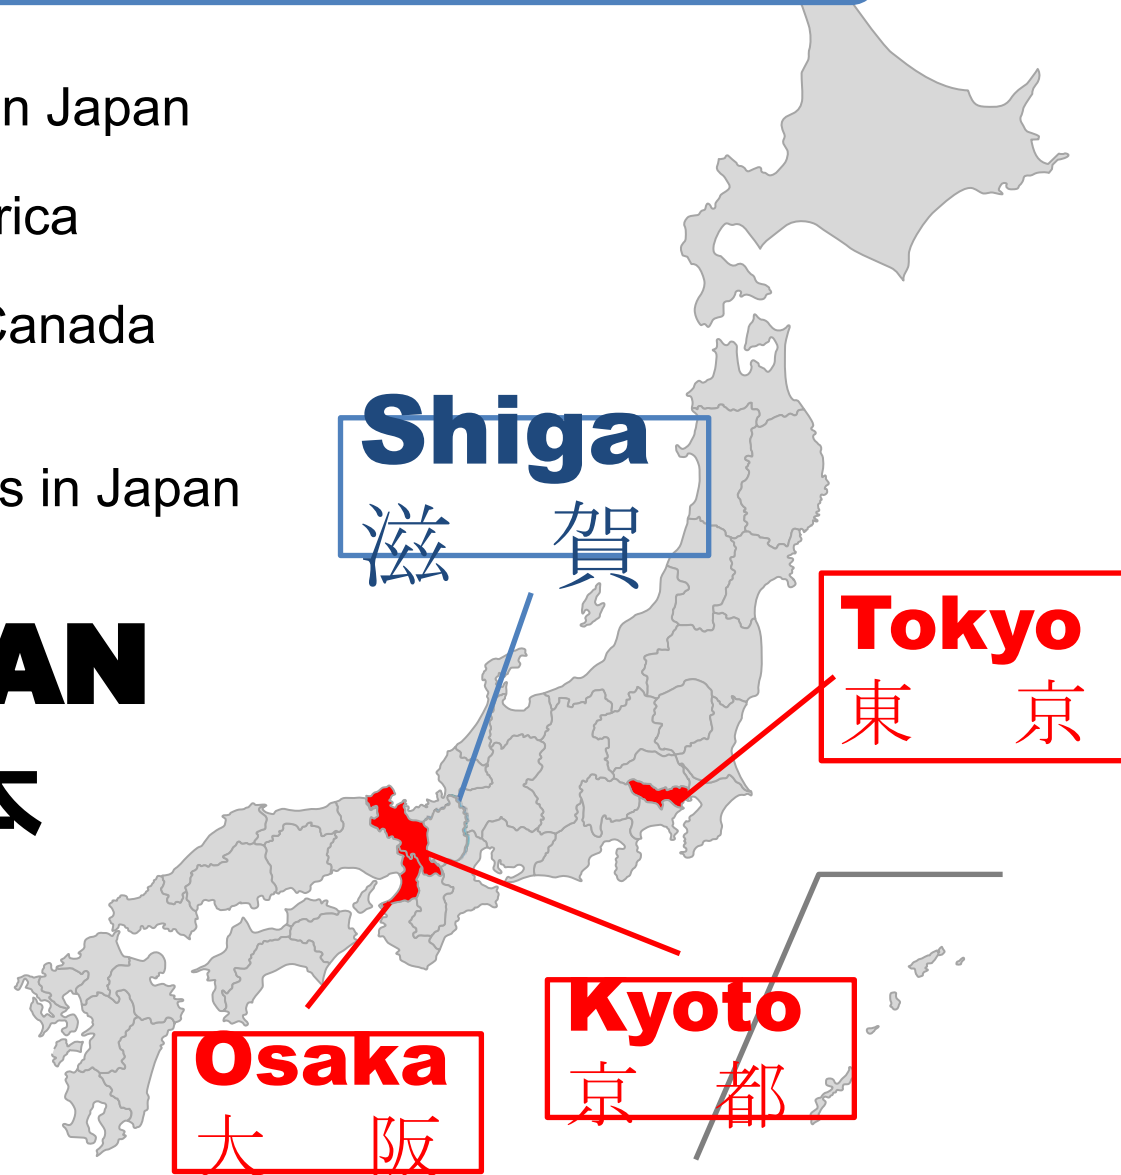 n Japan
rica
Canada
s in Japan
AN
Shiga
滋 賀
Tokyo
東 京
Kyoto
京 都
Osaka
大 阪